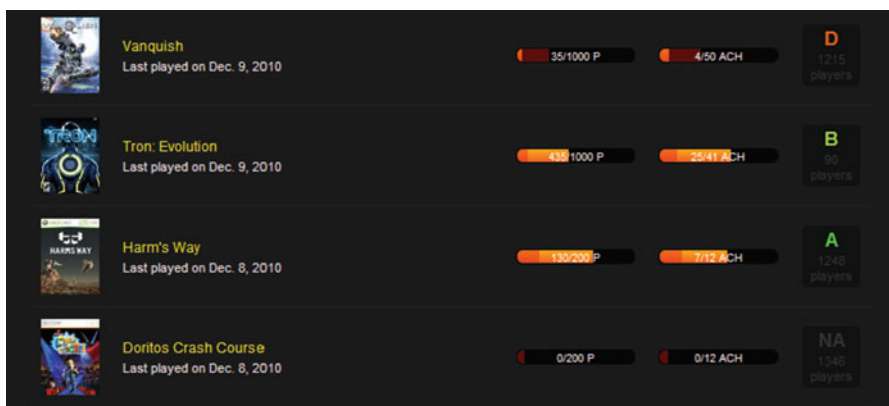 Vanquish
Last played on Dec. 9, 2010
35/1000 P
4/50 ACH
D
1215
players
TRON
Tron: Evolution
Last played on Dec. 9, 2010
435/1000 P
25/41 ACH
B
90
players
HARMS WAY
Harm's Way
Last played on Dec. 8, 2010
130/200 P
7/12 ACH
A
1248
players
Doritos Crash Course
Last played on Dec. 8, 2010
0/200 P
0/12 ACH
NA
1346
players